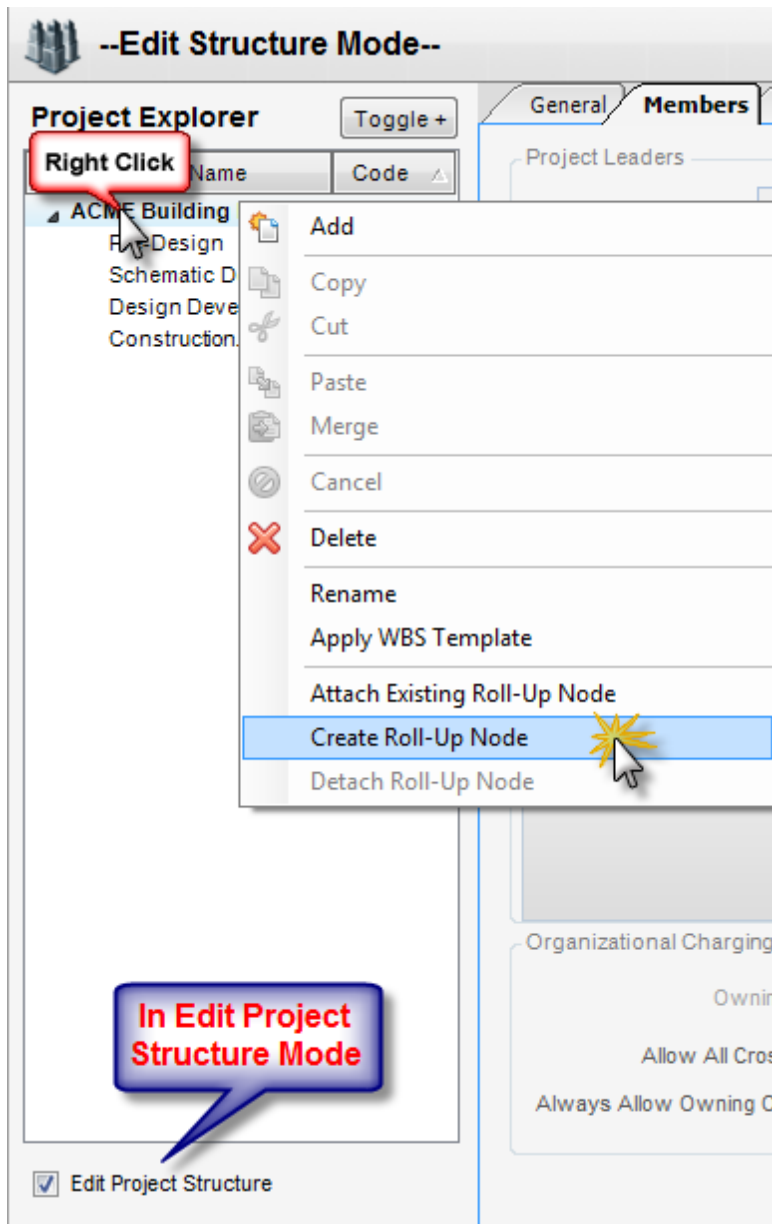 --Edit Structure Mode--
Project Explorer
Toggle +
General
Members
Right Click
Name
Code
Project Leaders
ACME Building
Design
Schematic D
Design Deve
Construction
Add
Copy
Cut
Paste
Merge
Cancel
Delete
Rename
Apply WBS Template
Attach Existing Roll-Up Node
Create Roll-Up Node
Detach Roll-Up Node
Organizational Charging
Ownin
Allow All Cros
Always Allow Owning O
In Edit Project
Structure Mode
Edit Project Structure